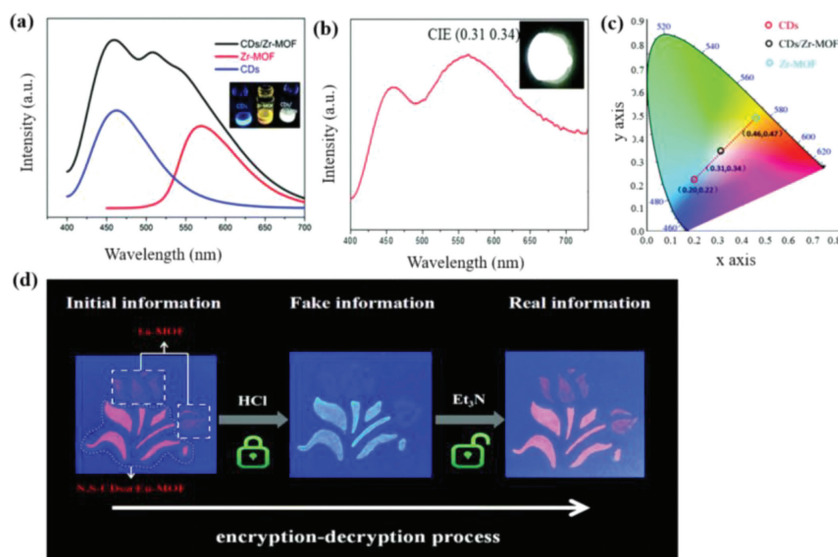 (a)
CDs/Zr-MOF
Zr-MOF
CDs
CDs
CDs/
Intensity (a.u.)
400 450 500 550 600 650 700
Wavelength (nm)
(b)
CIE (0.31 0.34)
Intensity (a.u.)
400 450 500 550 600 650 700
Wavelength (nm)
(c)
CDs
CDs/Zr-MOF
Zr-MOF
0.9
0.8
0.7
0.6
0.5
0.4
0.3
0.2
0.1
0.0 0.1 0.2 0.3 0.4 0.5 0.6 0.7
520
540
560
580
600
620
480
460
(0.46,0.47)
(0.31,0.34)
(0.20,0.22)
y axis
x axis
(d)
Initial information Fake information Real information
Eu-MOF
HCl
Et₃N
N,S-CDs@Eu-MOF
encryption-decryption process